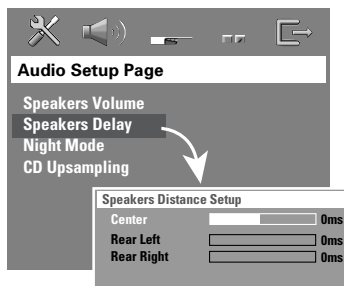 Audio Setup Page
Speakers Volume
Speakers Delay
Night Mode
CD Upsampling
Speakers Distance Setup
Center 0ms
Rear Left 0ms
Rear Right 0ms